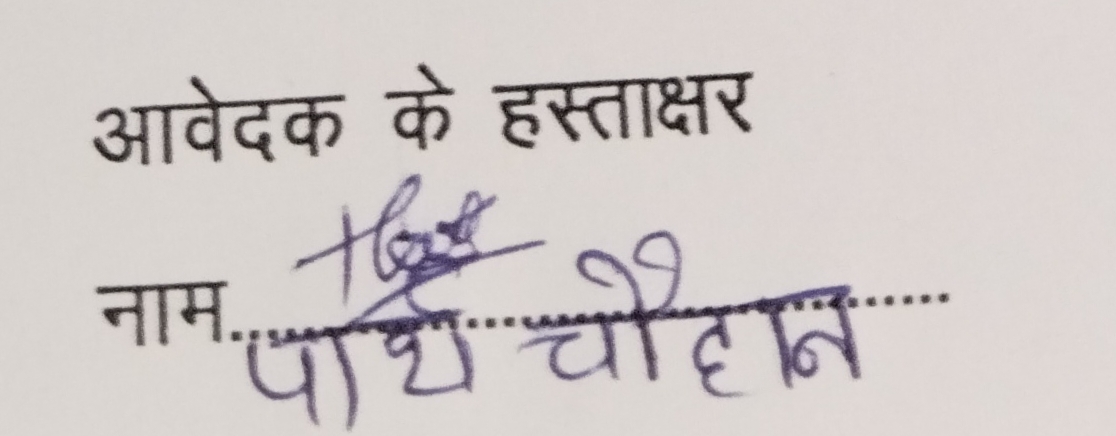 आवेदक के हस्ताक्षर
नाम..पार्थ चौहान......